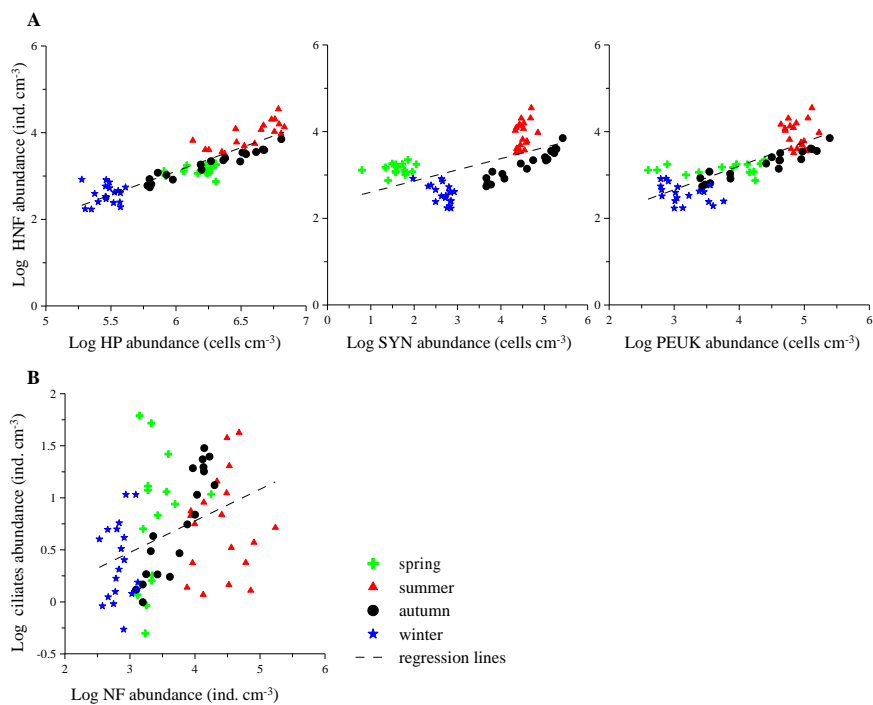 A
6
4
2
0
Log HNF abundance (ind. cm-3)
5 5.5 6 6.5 7
Log HP abundance (cells cm-3)
6
4
2
0
0 1 2 3 4 5 6
Log SYN abundance (cells cm-3)
6
4
2
0
2 3 4 5 6
Log PEUK abundance (cells cm-3)
B
2
1.5
1
0.5
0
-0.5
Log ciliates abundance (ind. cm-3)
2 3 4 5 6
Log NF abundance (ind. cm-3)
spring
summer
autumn
winter
regression lines